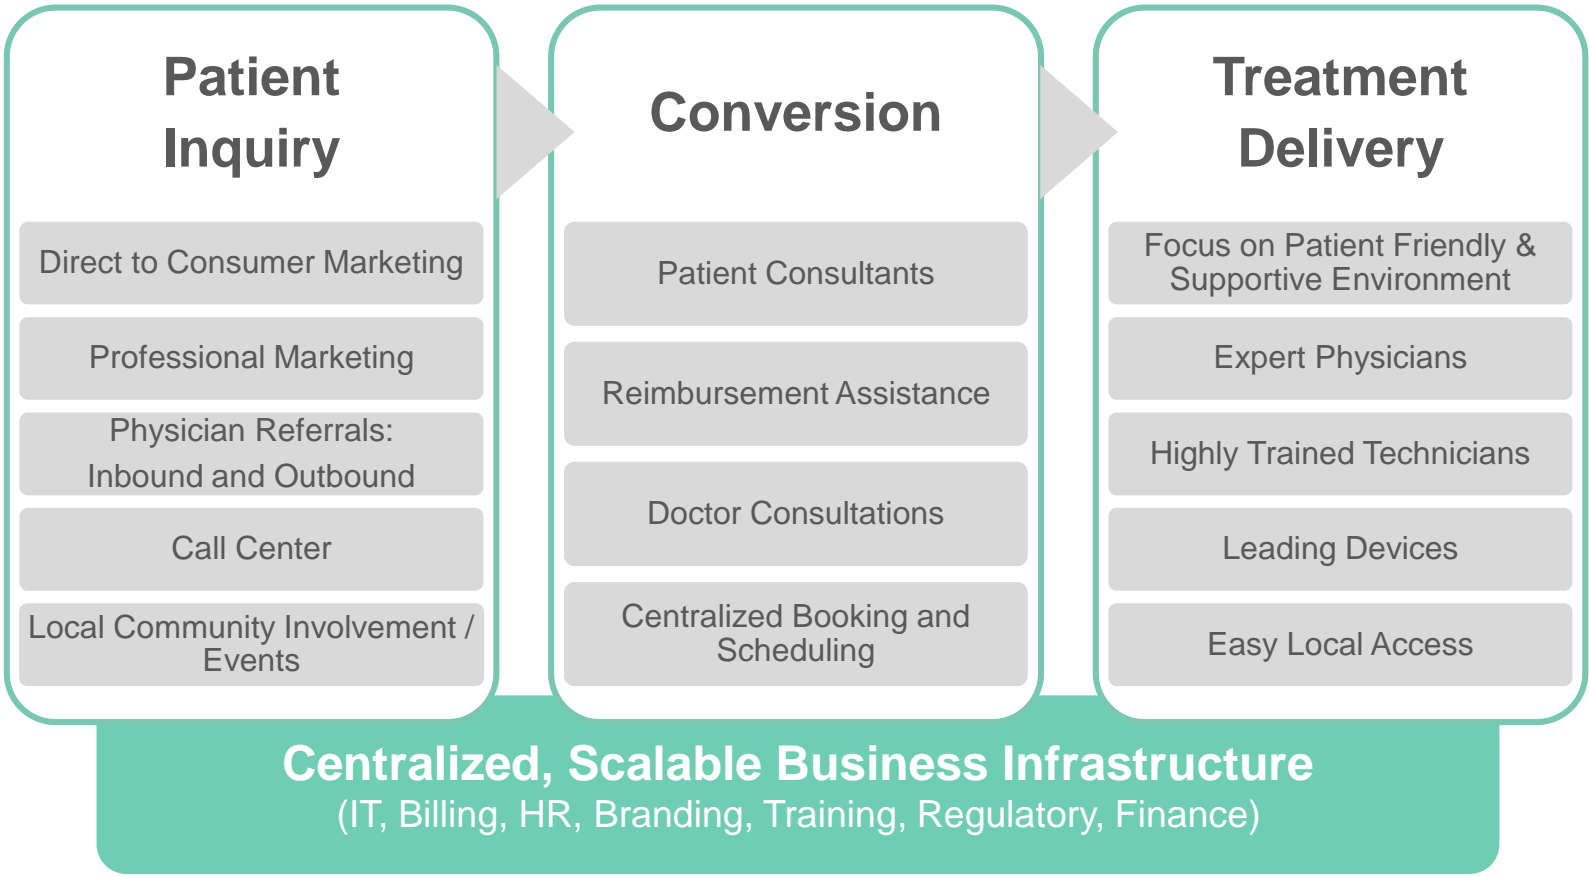 Patient
Inquiry
Direct to Consumer Marketing
Professional Marketing
Physician Referrals:
Inbound and Outbound
Call Center
Local Community Involvement /
Events
Conversion
Patient Consultants
Reimbursement Assistance
Doctor Consultations
Centralized Booking and
Scheduling
Treatment
Delivery
Focus on Patient Friendly &
Supportive Environment
Expert Physicians
Highly Trained Technicians
Leading Devices
Easy Local Access
Centralized, Scalable Business Infrastructure
(IT, Billing, HR, Branding, Training, Regulatory, Finance)